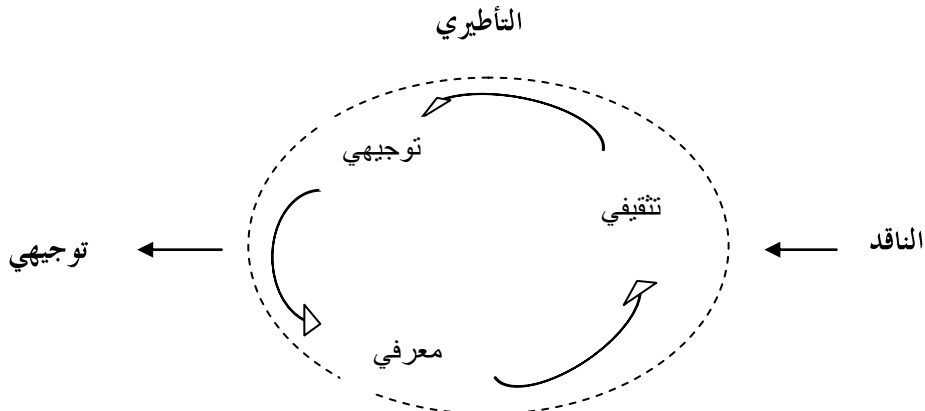 التأطيري
توجيهي
تثقيفي
الناقد
توجيهي
معرفي